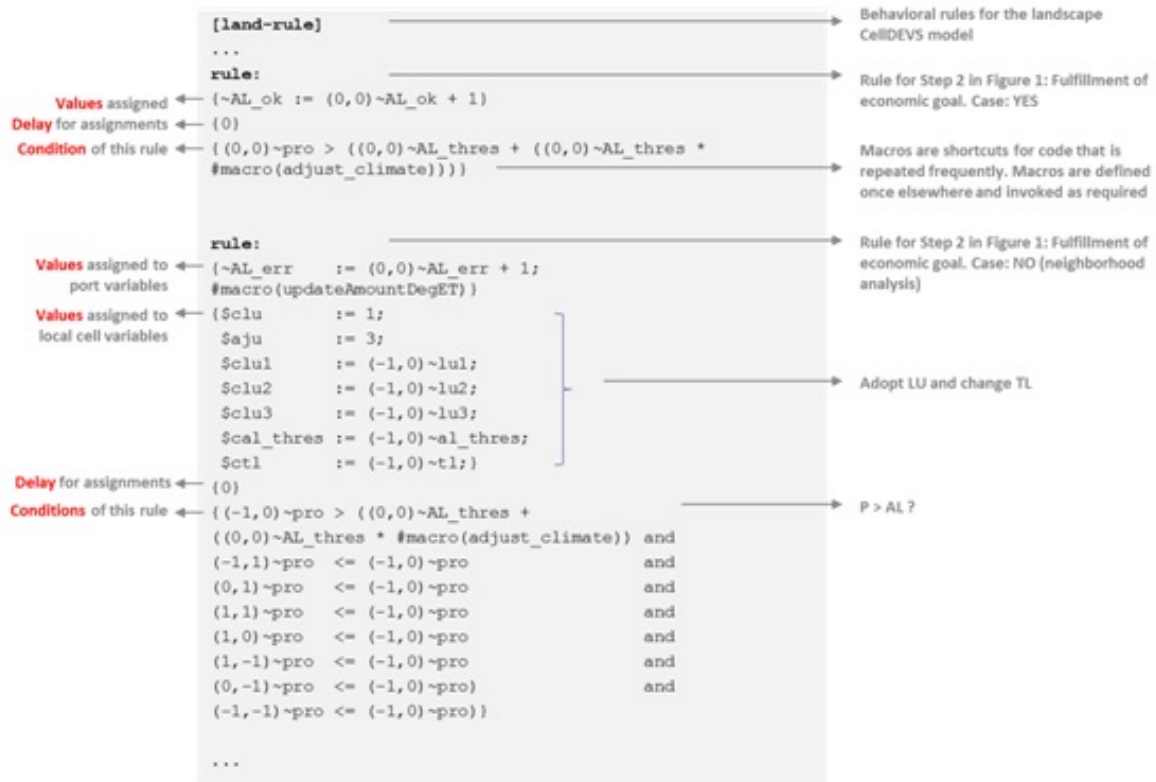 [land-rule]
Behavioral rules for the landscape
CellDEVS model
...
rule:
Rule for Step 2 in Figure 1: Fulfillment of
economic goal. Case: YES
Values assigned
{~AL_ok := (0,0)~AL_ok + 1}
Delay for assignments
{0}
Condition of this rule
{(0,0)~pro > ((0,0)~AL_thres + ((0,0)~AL_thres *
#macro(adjust_climate))))}
Macros are shortcuts for code that is
repeated frequently. Macros are defined
once elsewhere and invoked as required
rule:
Rule for Step 2 in Figure 1: Fulfillment of
economic goal. Case: NO (neighborhood
analysis)
Values assigned to
port variables
{~AL_err := (0,0)~AL_err + 1;
#macro(updateAmountDegET)}
Values assigned to
local cell variables
{$clu := 1;
$aju := 3;
$clu1 := (-1,0)~lu1;
$clu2 := (-1,0)~lu2;
$clu3 := (-1,0)~lu3;
$cal_thres := (-1,0)~al_thres;
$ctl := (-1,0)~tl;}
Adopt LU and change TL
Delay for assignments
{0}
Conditions of this rule
{(-1,0)~pro > ((0,0)~AL_thres +
P > AL ?
((0,0)~AL_thres * #macro(adjust_climate)) and
(-1,1)~pro <= (-1,0)~pro and
(0,1)~pro <= (-1,0)~pro and
(1,1)~pro <= (-1,0)~pro and
(1,0)~pro <= (-1,0)~pro and
(1,-1)~pro <= (-1,0)~pro and
(0,-1)~pro <= (-1,0)~pro) and
(-1,-1)~pro <= (-1,0)~pro)}
...